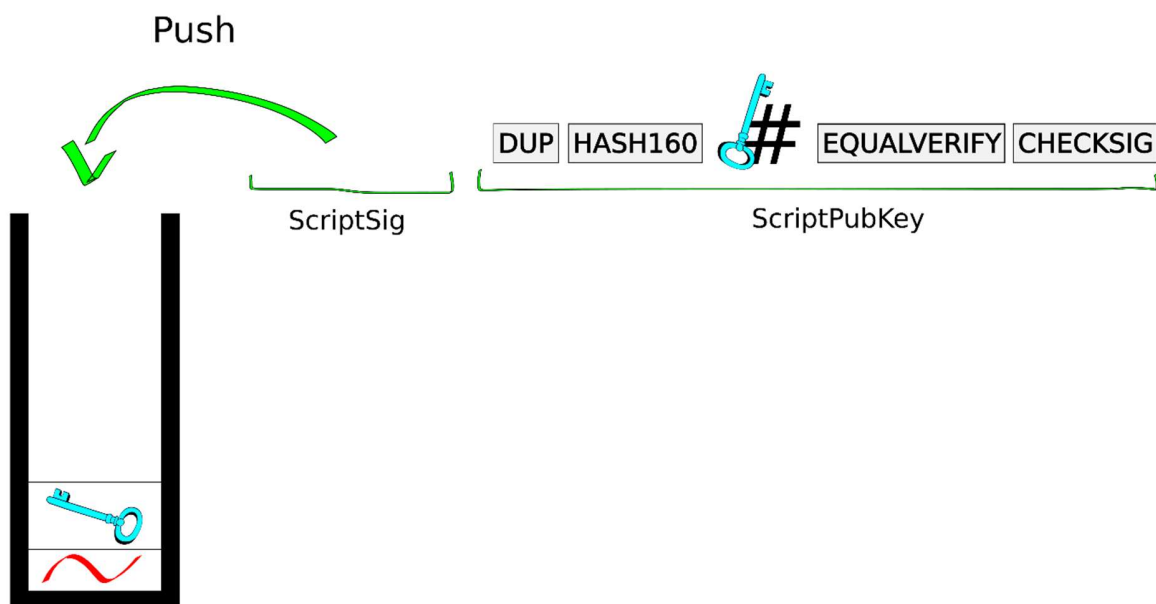 Push
DUP HASH160 # EQUALVERIFY CHECKSIG
ScriptSig
ScriptPubKey